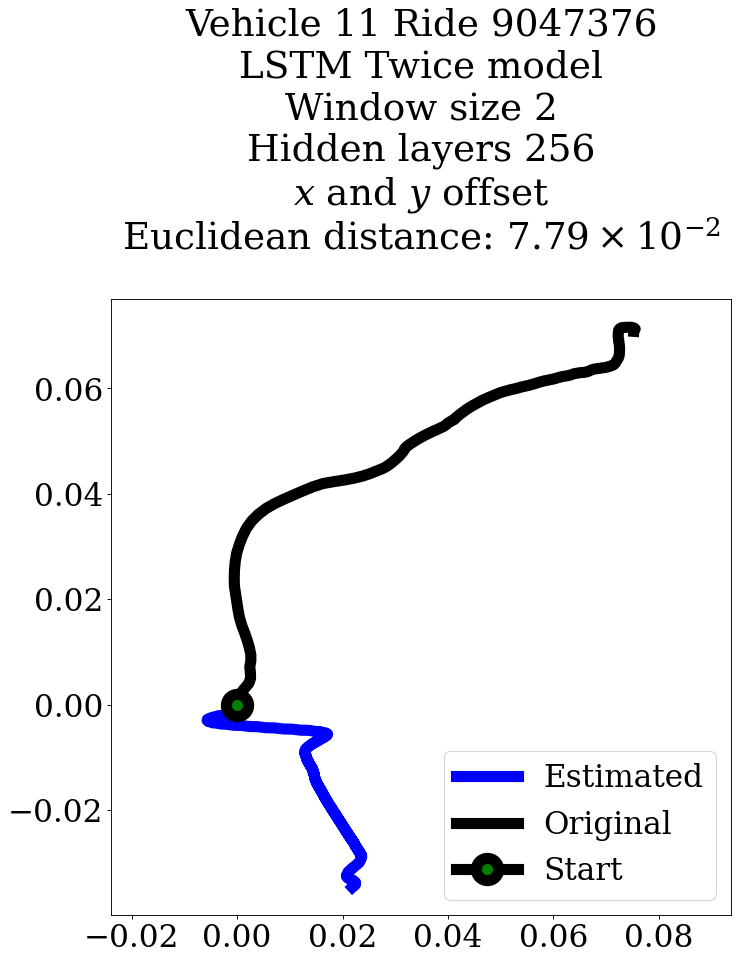 Vehicle 11 Ride 9047376
LSTM Twice model
Window size 2
Hidden layers 256
x and y offset
Euclidean distance: 7.79 × 10⁻²
0.06
0.04
0.02
0.00
−0.02
Estimated
Original
Start
−0.02 0.00 0.02 0.04 0.06 0.08